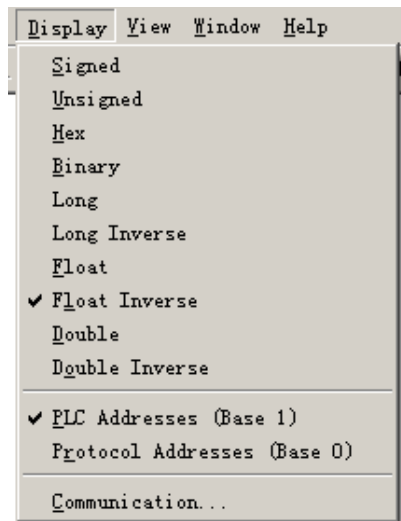 Display View Window Help
Signed
Unsigned
Hex
Binary
Long
Long Inverse
Float
Float Inverse
Double
Double Inverse
PLC Addresses (Base 1)
Protocol Addresses (Base 0)
Communication...